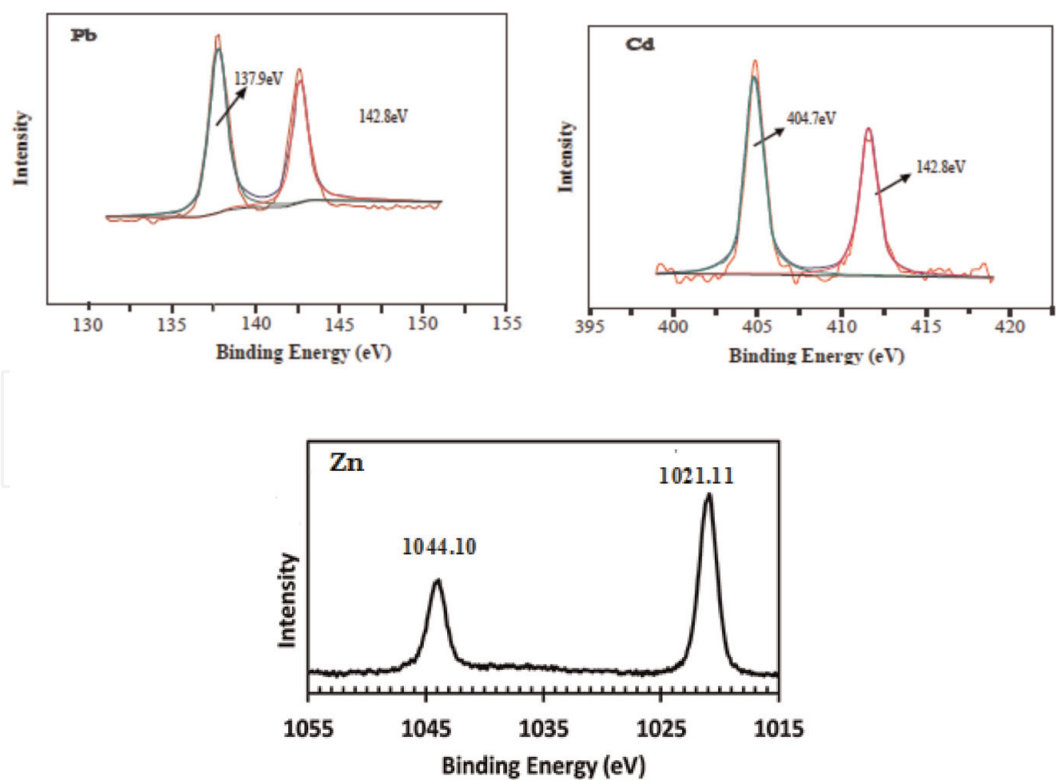 Pb
137.9eV
142.8eV
Intensity
130 135 140 145 150 155
Binding Energy (eV)
Cd
404.7eV
142.8eV
Intensity
395 400 405 410 415 420
Binding Energy (eV)
Zn
1021.11
1044.10
Intensity
1055 1045 1035 1025 1015
Binding Energy (eV)